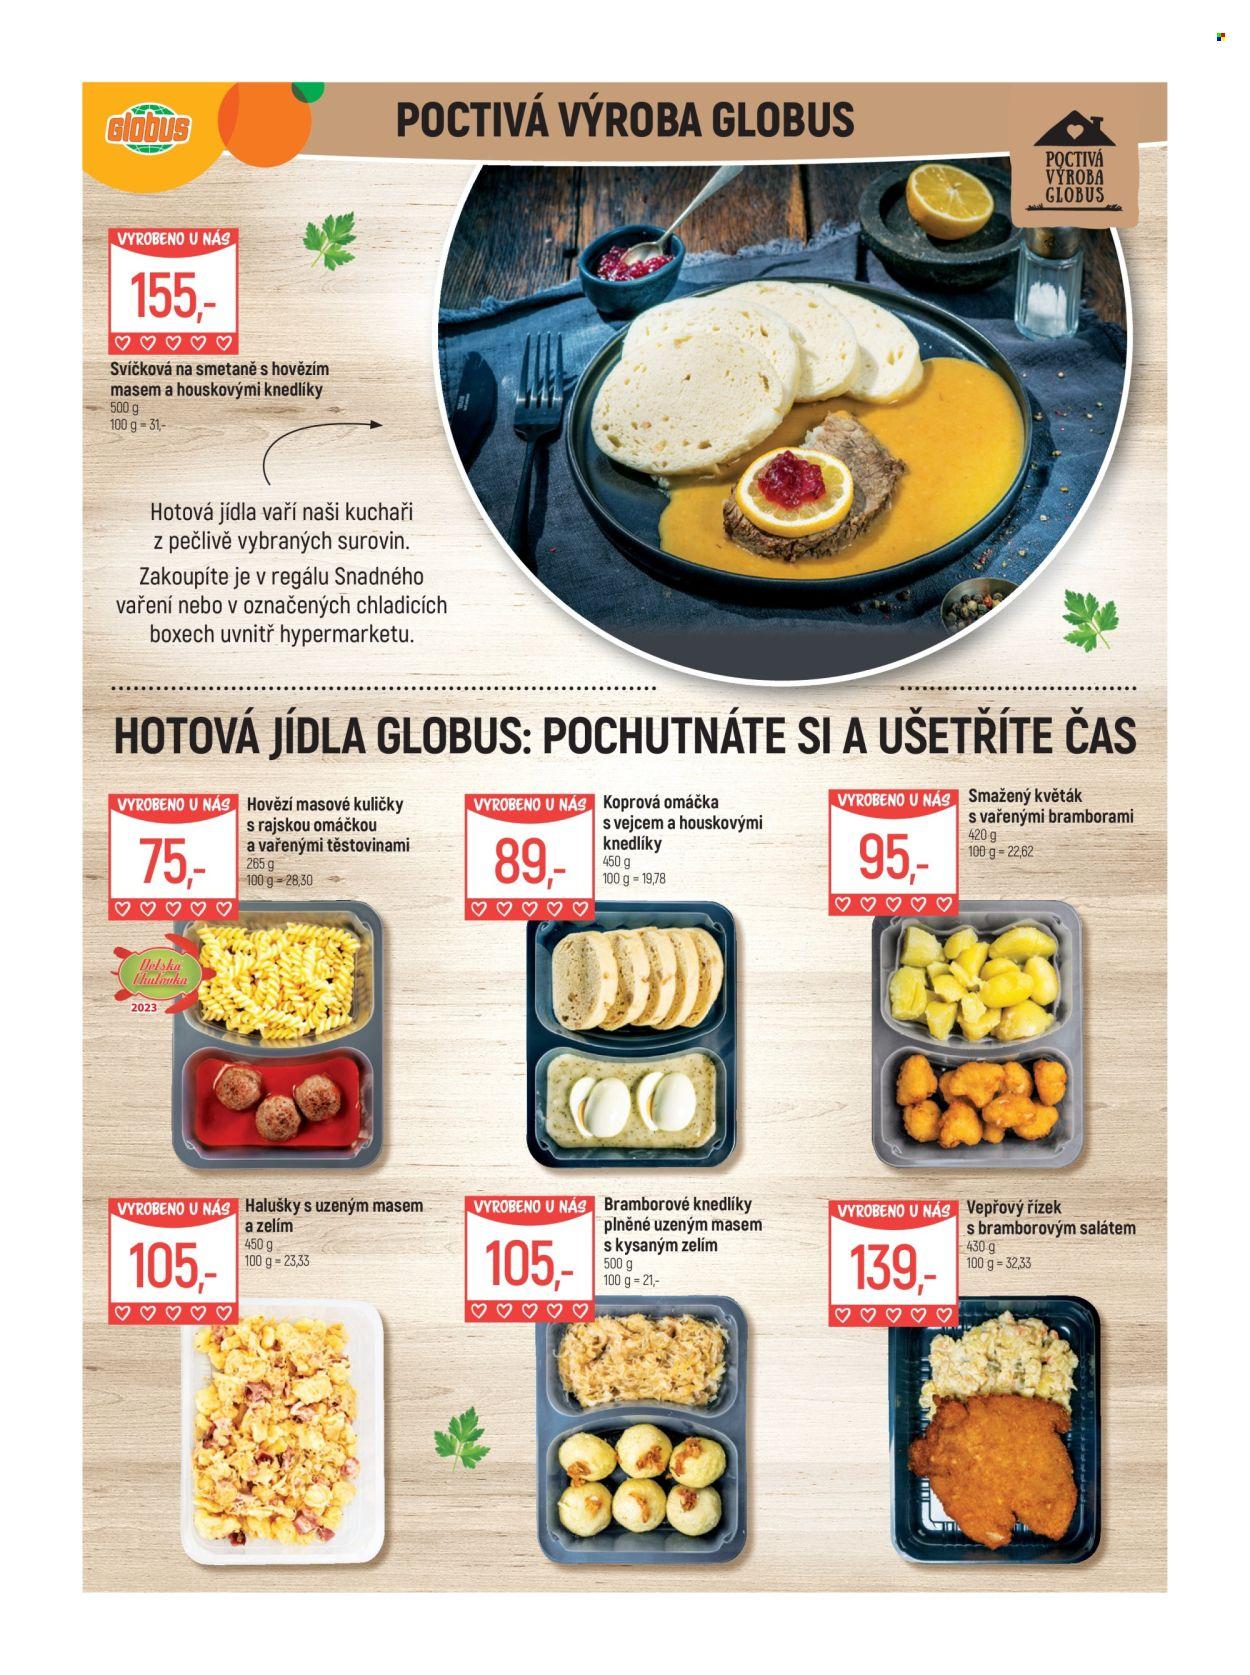 Globus
POCTIVÁ VÝROBA GLOBUS
POCTIVÁ
VÝROBA
GLOBUS
VYROBENO U NÁS
155,-
Svíčková na smetaně s hovězím
masem a houskovými knedlíky
500 g
100 g = 31,-
Hotová jídla vaří naši kuchaři
z pečlivě vybraných surovin.
Zakoupíte je v regálu Snadného
vaření nebo v označených chladicích
boxech uvnitř hypermarketu.
HOTOVÁ JÍDLA GLOBUS: POCHUTNÁTE SI A UŠETŘÍTE ČAS
VYROBENO U NÁS
75,-
Hovězí masové kuličky
s rajskou omáčkou
a vařenými těstovinami
265 g
100 g = 28,30
Dětská
Chuťovka
2023
VYROBENO U NÁS
89,-
Koprová omáčka
s vejcem a houskovými
knedlíky
450 g
100 g = 19,78
VYROBENO U NÁS
95,-
Smažený květák
s vařenými bramborami
420 g
100 g = 22,62
VYROBENO U NÁS
105,-
Halušky s uzeným masem
a zelím
450 g
100 g = 23,33
VYROBENO U NÁS
105,-
Bramborové knedlíky
plněné uzeným masem
s kysaným zelím
500 g
100 g = 21,-
VYROBENO U NÁS
139,-
Vepřový řízek
s bramborovým salátem
430 g
100 g = 32,33